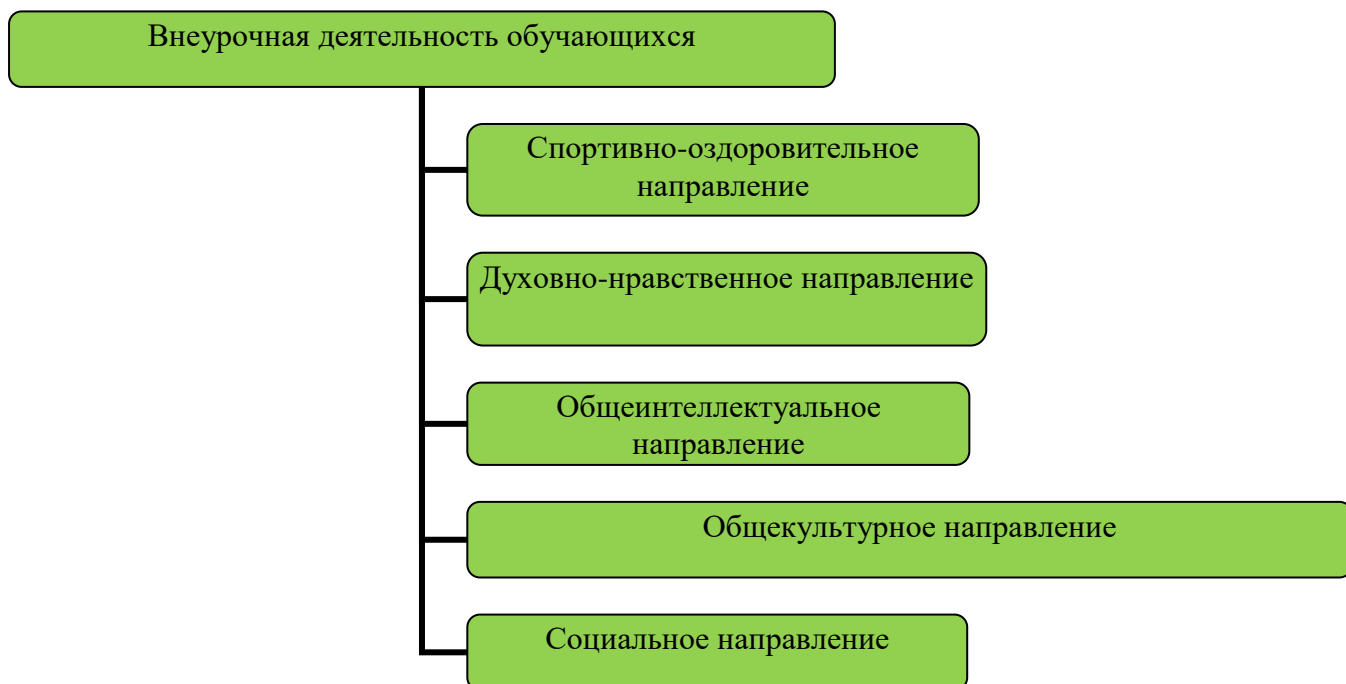 Внеурочная деятельность обучающихся
Спортивно-оздоровительное
направление
Духовно-нравственное направление
Общеинтеллектуальное
направление
Общекультурное направление
Социальное направление